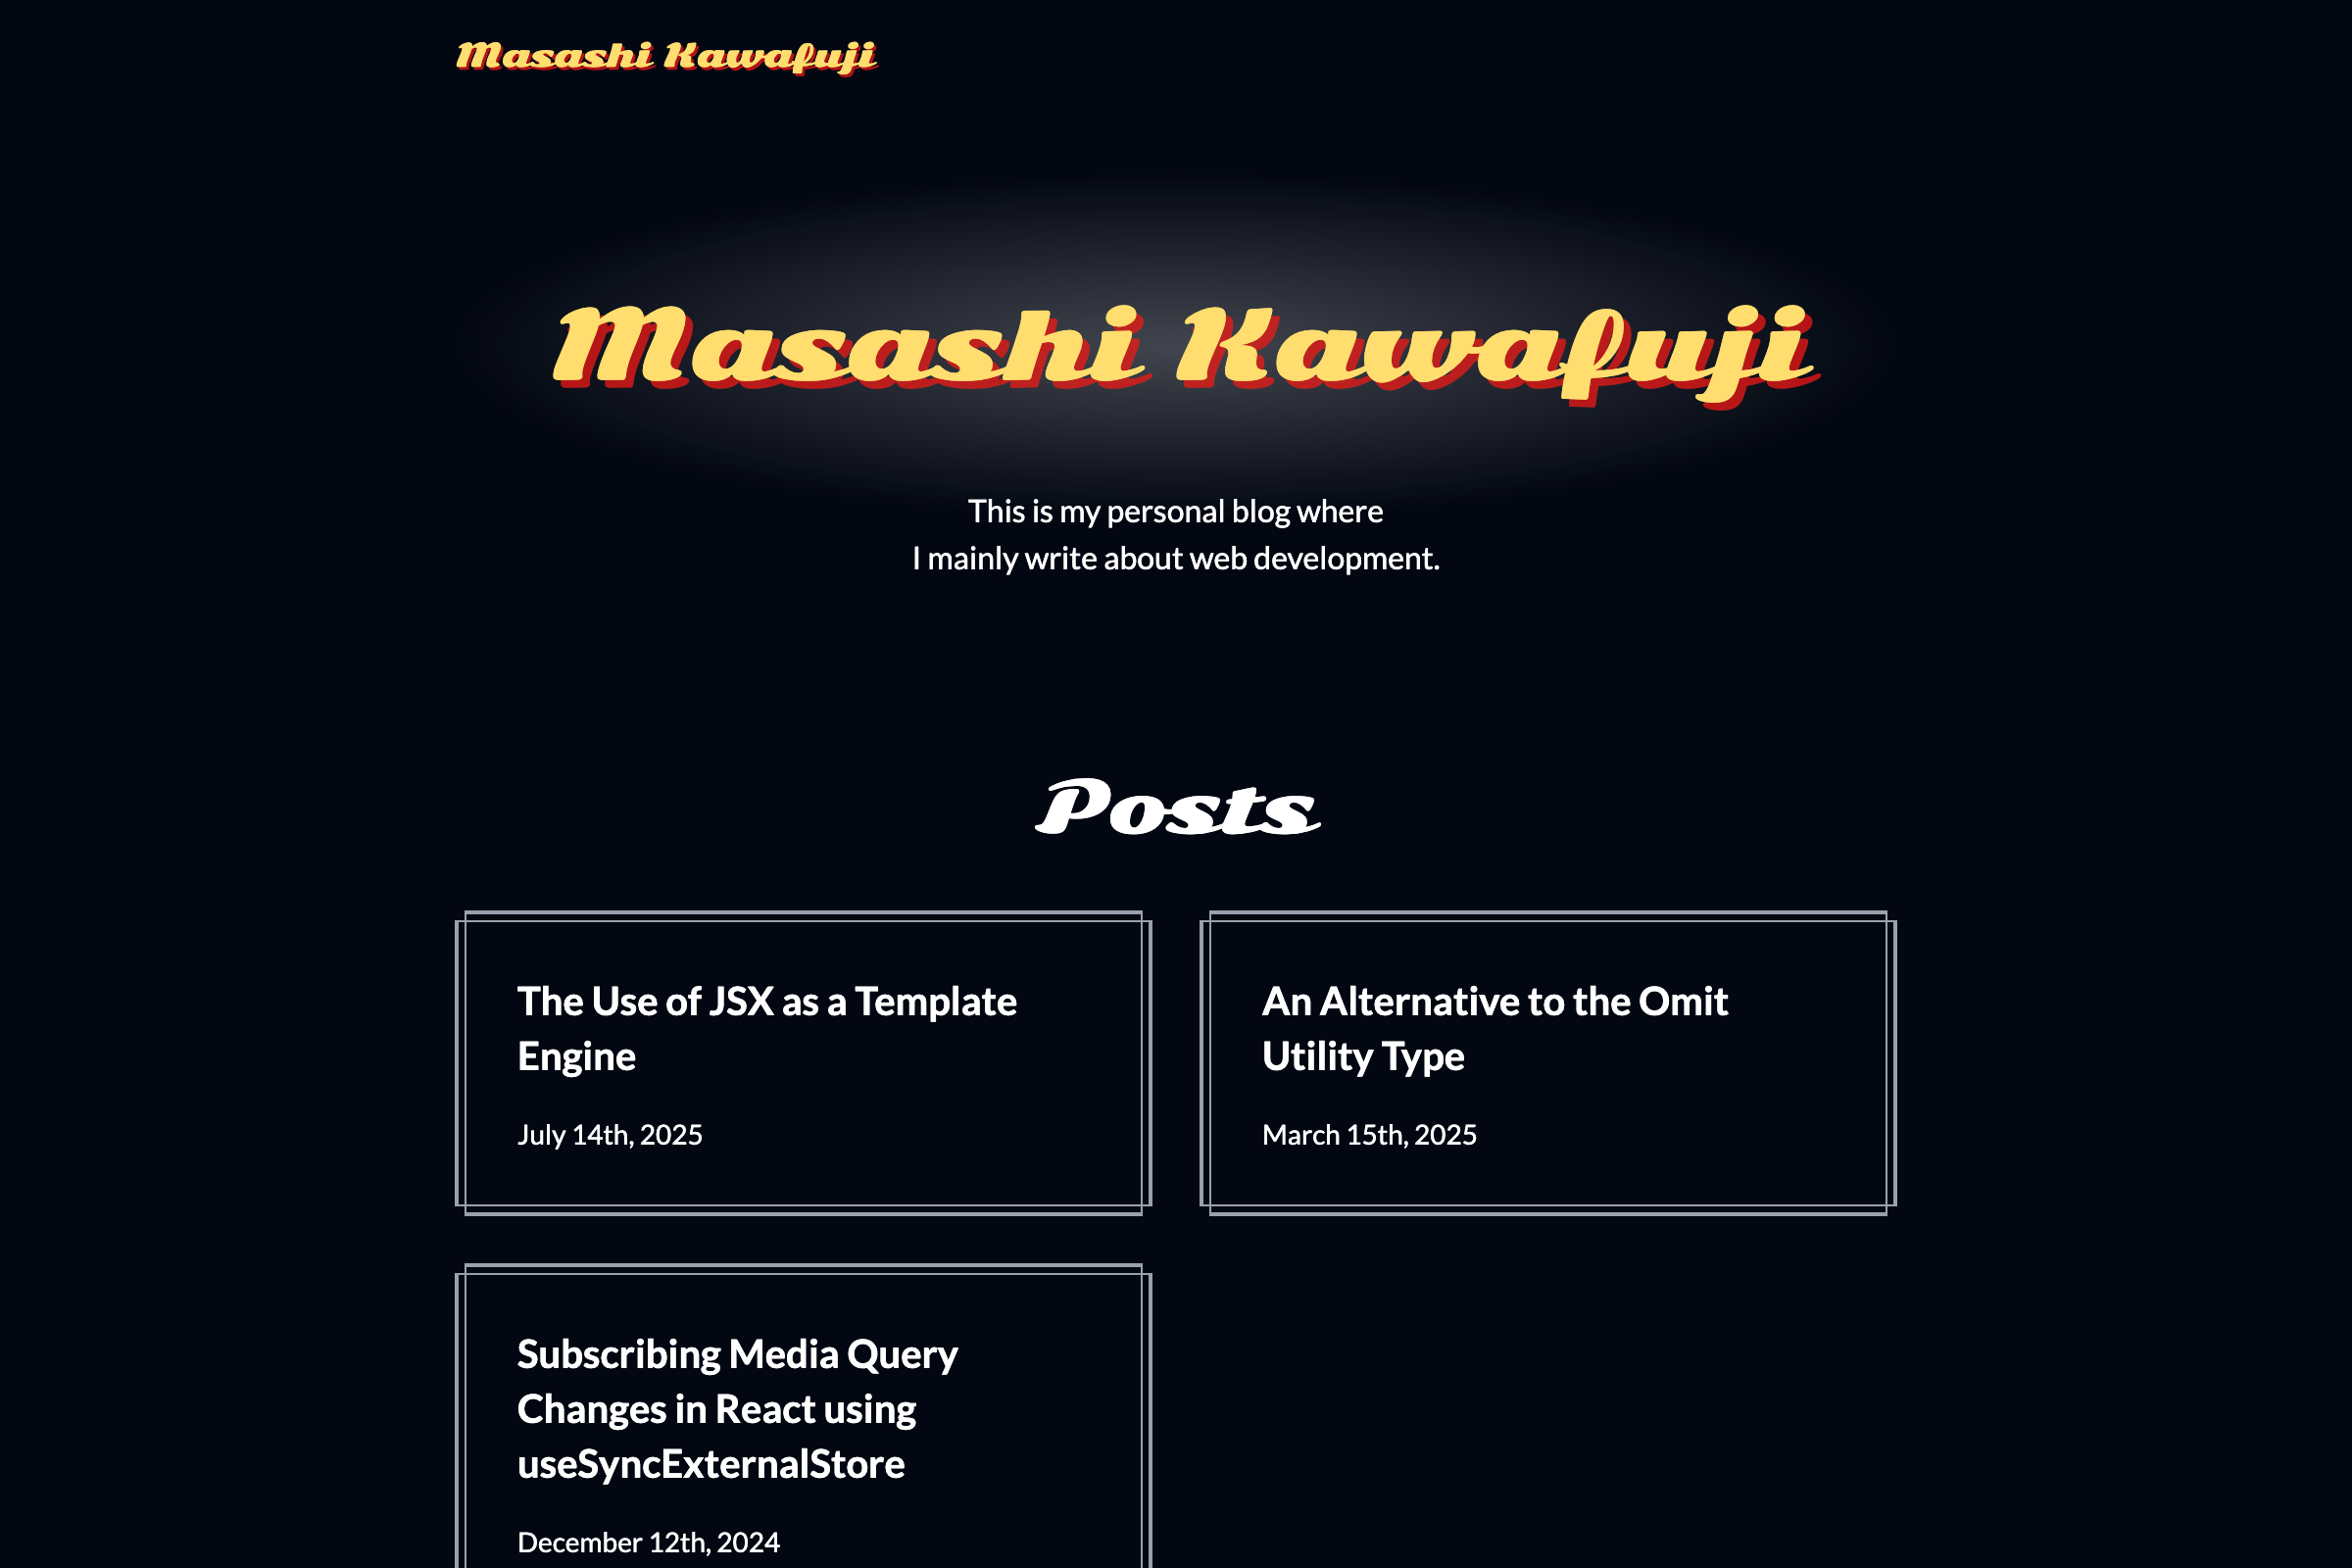 Masashi Kawafuji
Masashi Kawafuji
This is my personal blog where
I mainly write about web development.
Posts
The Use of JSX as a Template
Engine
July 14th, 2025
An Alternative to the Omit
Utility Type
March 15th, 2025
Subscribing Media Query
Changes in React using
useSyncExternalStore
December 12th, 2024